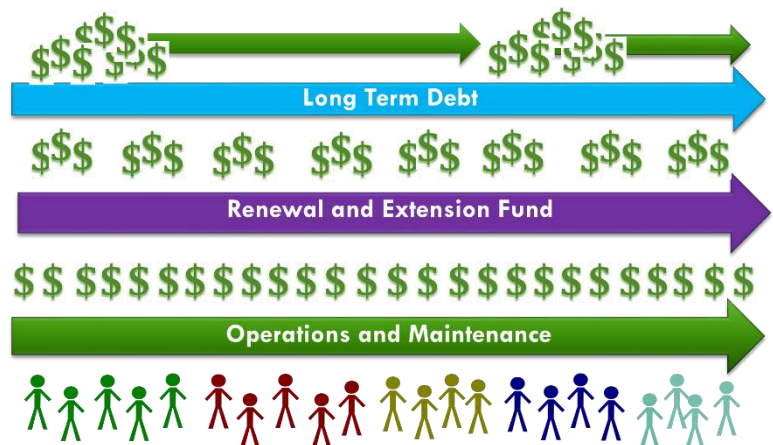 Long Term Debt
Renewal and Extension Fund
Operations and Maintenance